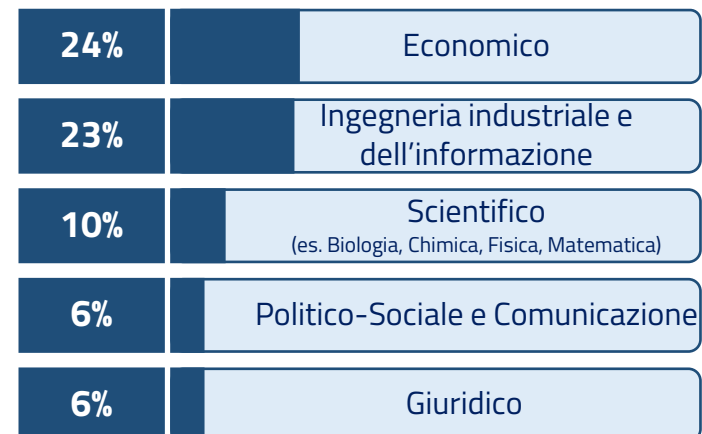 24% Economico
23% Ingegneria industriale e
dell’informazione
10% Scientifico
(es. Biologia, Chimica, Fisica, Matematica)
6% Politico-Sociale e Comunicazione
6% Giuridico